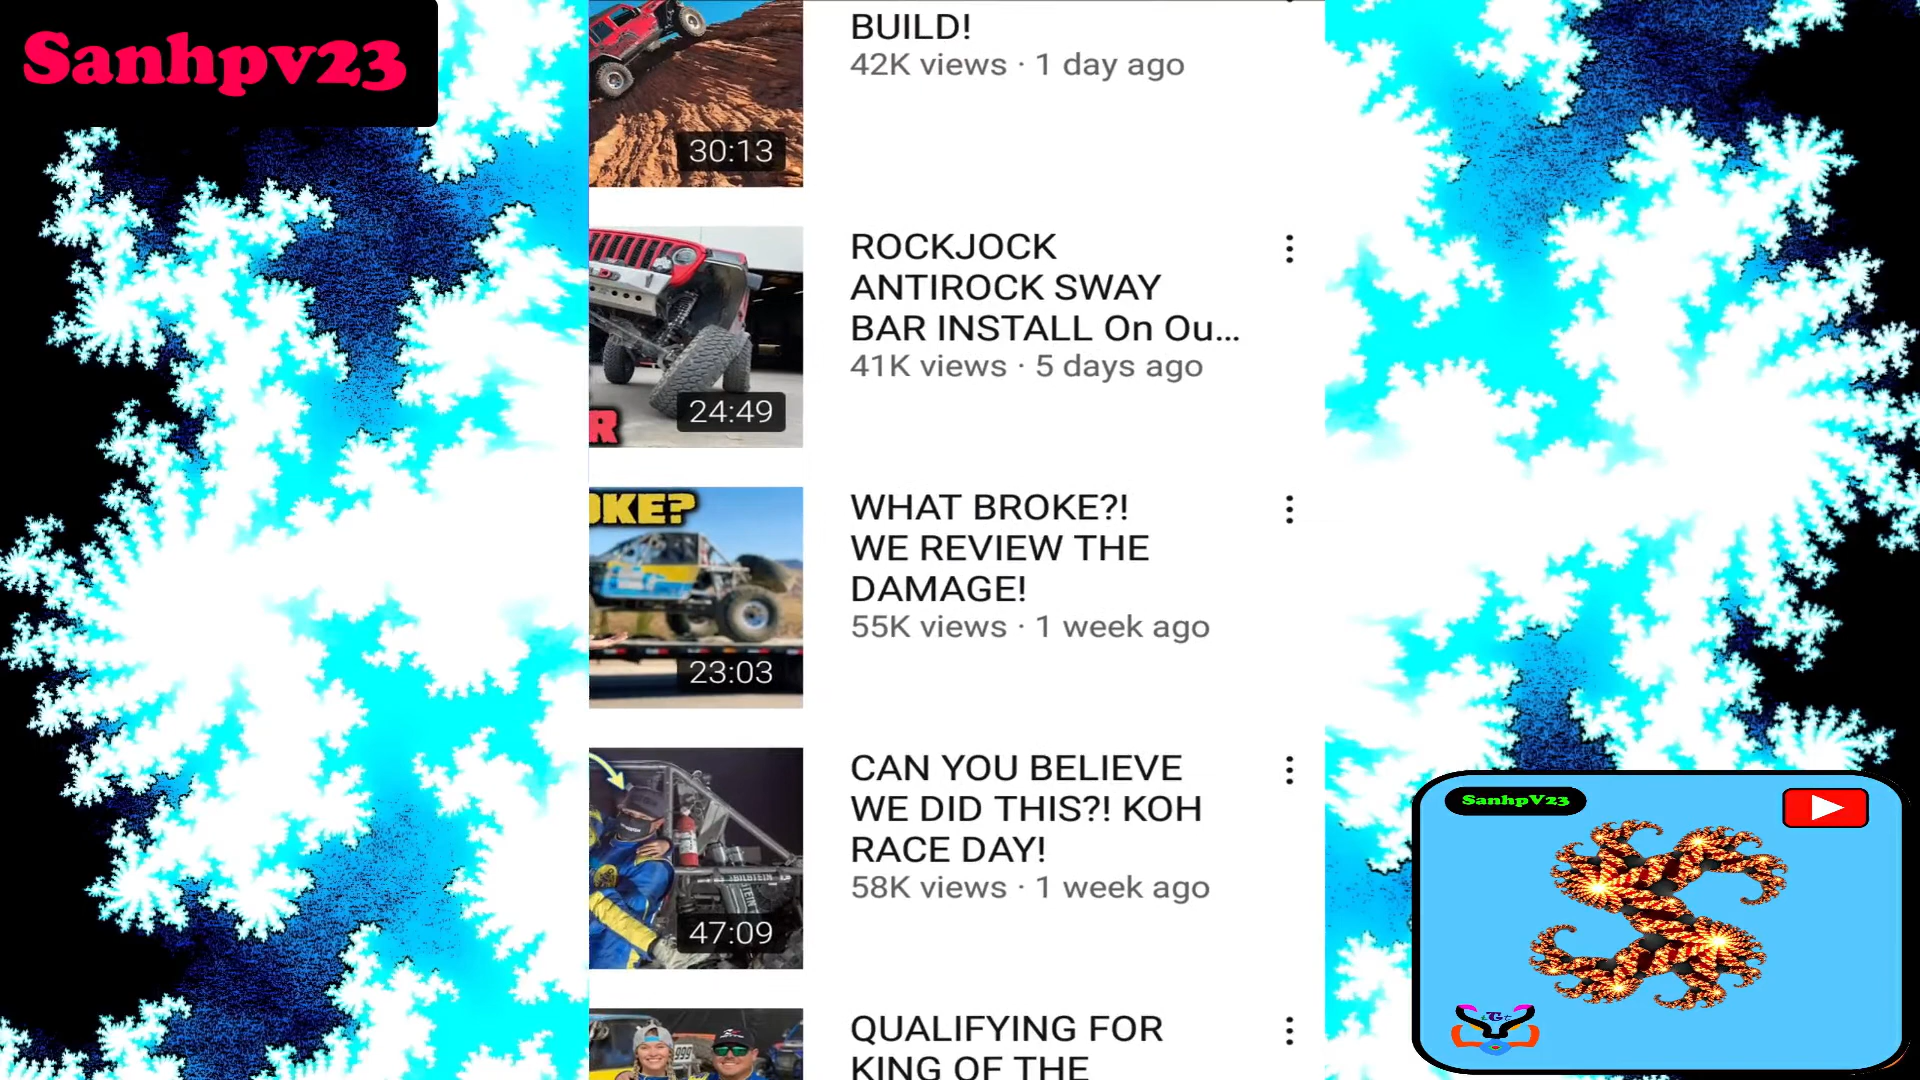 Sanhpv23
BUILD!
42K views · 1 day ago
30:13
ROCKJOCK
ANTIROCK SWAY
BAR INSTALL On Ou...
41K views · 5 days ago
24:49
R
OKE?
WHAT BROKE?!
WE REVIEW THE
DAMAGE!
55K views · 1 week ago
23:03
CAN YOU BELIEVE
WE DID THIS?! KOH
RACE DAY!
58K views · 1 week ago
BILSTEIN
47:09
QUALIFYING FOR
KING OF THE
999
SanhpV23